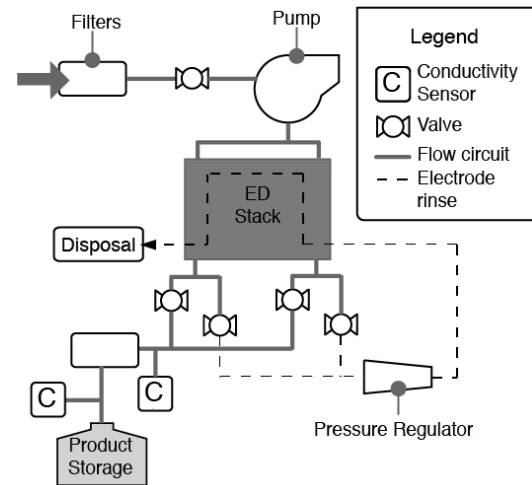 Filters
Pump
Legend
C
Conductivity
Sensor
Valve
Flow circuit
Electrode
rinse
ED
Stack
Disposal
C
C
Product
Storage
Pressure Regulator